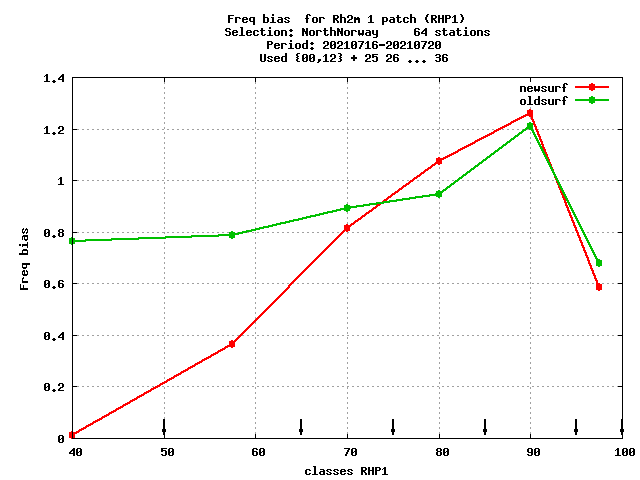 Freq bias  for Rh2m 1 patch (RHP1)
Selection: NorthNorway     64 stations
Period: 20210716-20210720
Used {00,12} + 25 26 ... 36
newsurf
oldsurf
1.4
1.2
1
0.8
0.6
0.4
0.2
0
Freq bias
40 50 60 70 80 90 100
classes RHP1